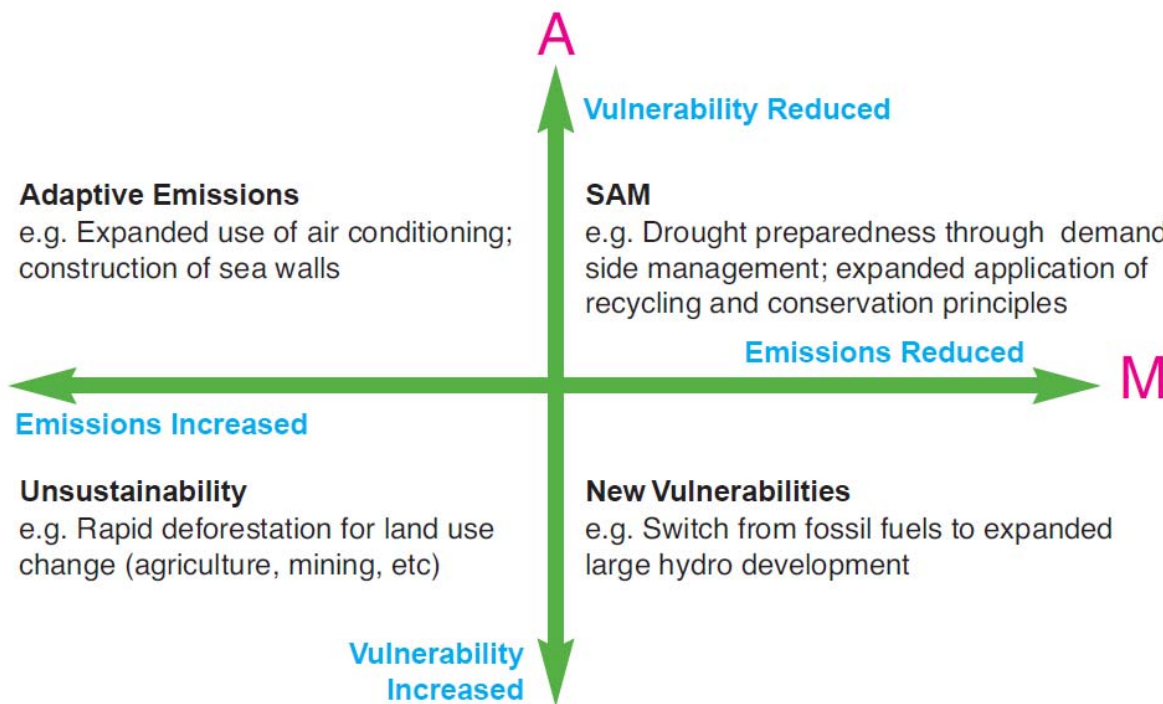 A
Vulnerability Reduced
Adaptive Emissions
e.g. Expanded use of air conditioning;
construction of sea walls
SAM
e.g. Drought preparedness through demand
side management; expanded application of
recycling and conservation principles
Emissions Reduced
M
Emissions Increased
Unsustainability
e.g. Rapid deforestation for land use
change (agriculture, mining, etc)
New Vulnerabilities
e.g. Switch from fossil fuels to expanded
large hydro development
Vulnerability
Increased